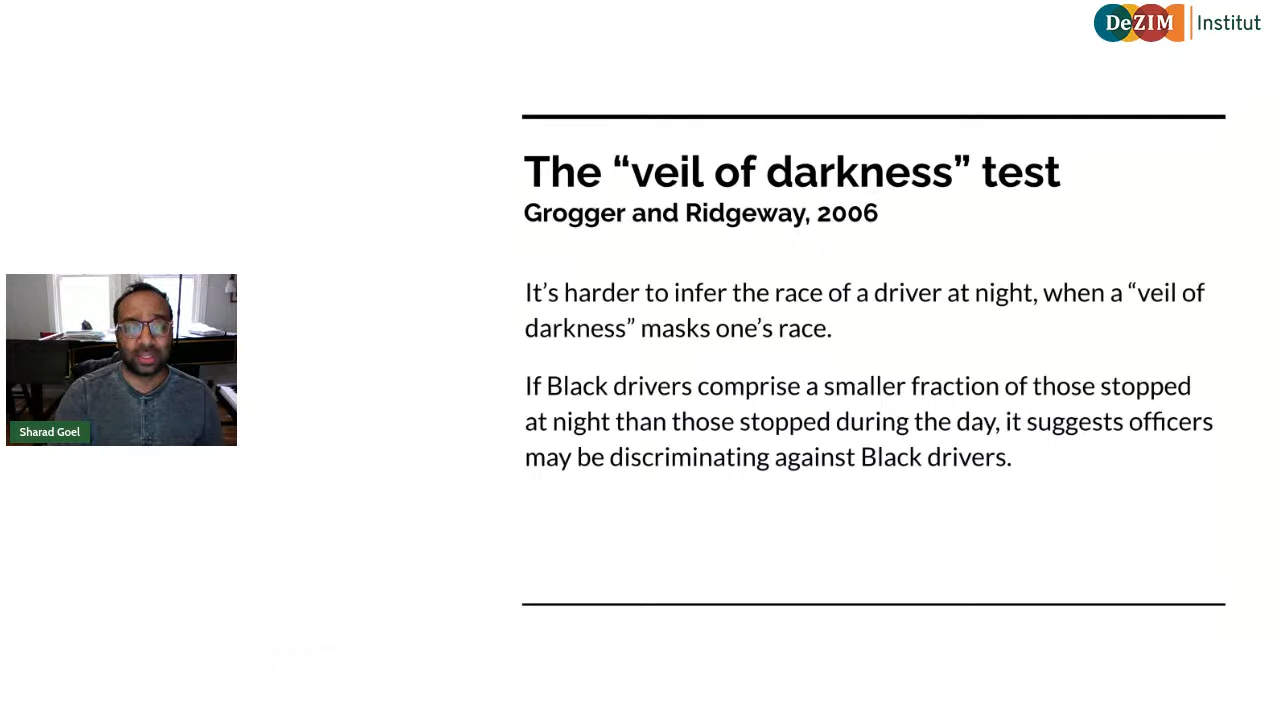 DeZIM Institut
The “veil of darkness” test
Grogger and Ridgeway, 2006
It’s harder to infer the race of a driver at night, when a “veil of
darkness” masks one’s race.
If Black drivers comprise a smaller fraction of those stopped
at night than those stopped during the day, it suggests officers
may be discriminating against Black drivers.
Sharad Goel